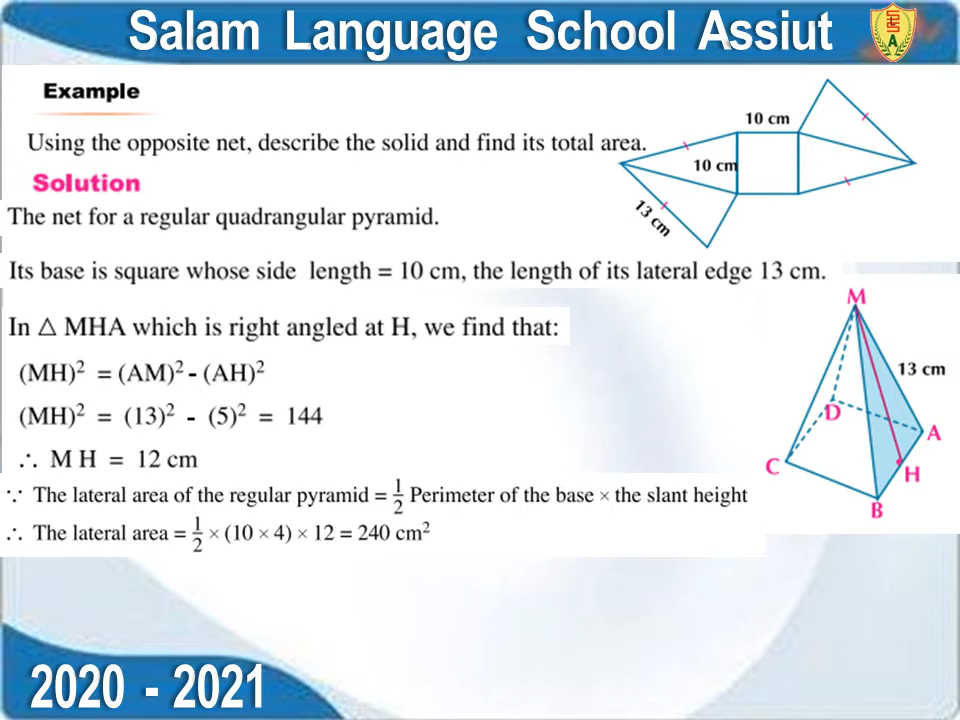 Salam Language School Assiut
A
Example
Using the opposite net, describe the solid and find its total area.
10 cm
10 cm
13 cm
Solution
The net for a regular quadrangular pyramid.
Its base is square whose side length = 10 cm, the length of its lateral edge 13 cm.
In △ MHA which is right angled at H, we find that:
(MH)² = (AM)² - (AH)²
(MH)² = (13)² - (5)² = 144
∴ M H = 12 cm
∵ The lateral area of the regular pyramid = 1/2 Perimeter of the base × the slant height
∴ The lateral area = 1/2 × (10 × 4) × 12 = 240 cm²
M
13 cm
D
A
C
H
B
2020 - 2021